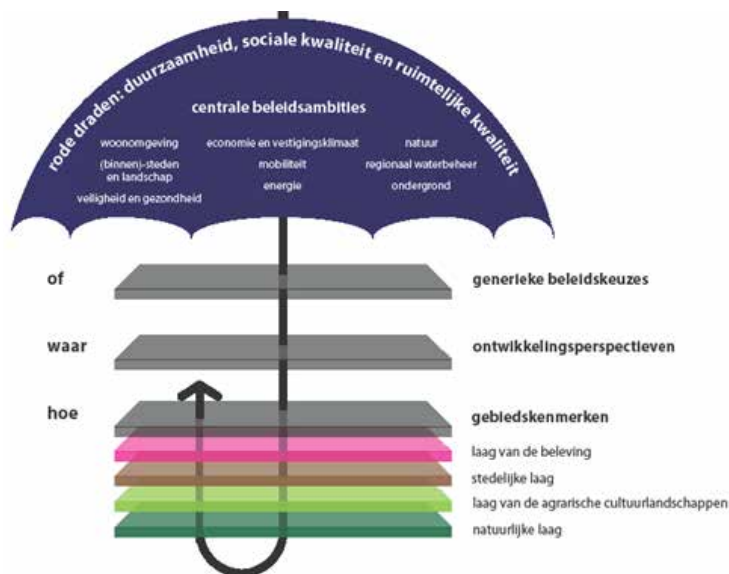 rode draden: duurzaamheid, sociale kwaliteit en ruimtelijke kwaliteit
centrale beleidsambities
woonomgeving
(binnen)-steden
en landschap
veiligheid en gezondheid
economie en vestigingsklimaat
mobiliteit
energie
natuur
regionaal waterbeheer
ondergrond
of
generieke beleidskeuzes
waar
ontwikkelingsperspectieven
hoe
gebiedskenmerken
laag van de beleving
stedelijke laag
laag van de agrarische cultuurlandschappen
natuurlijke laag